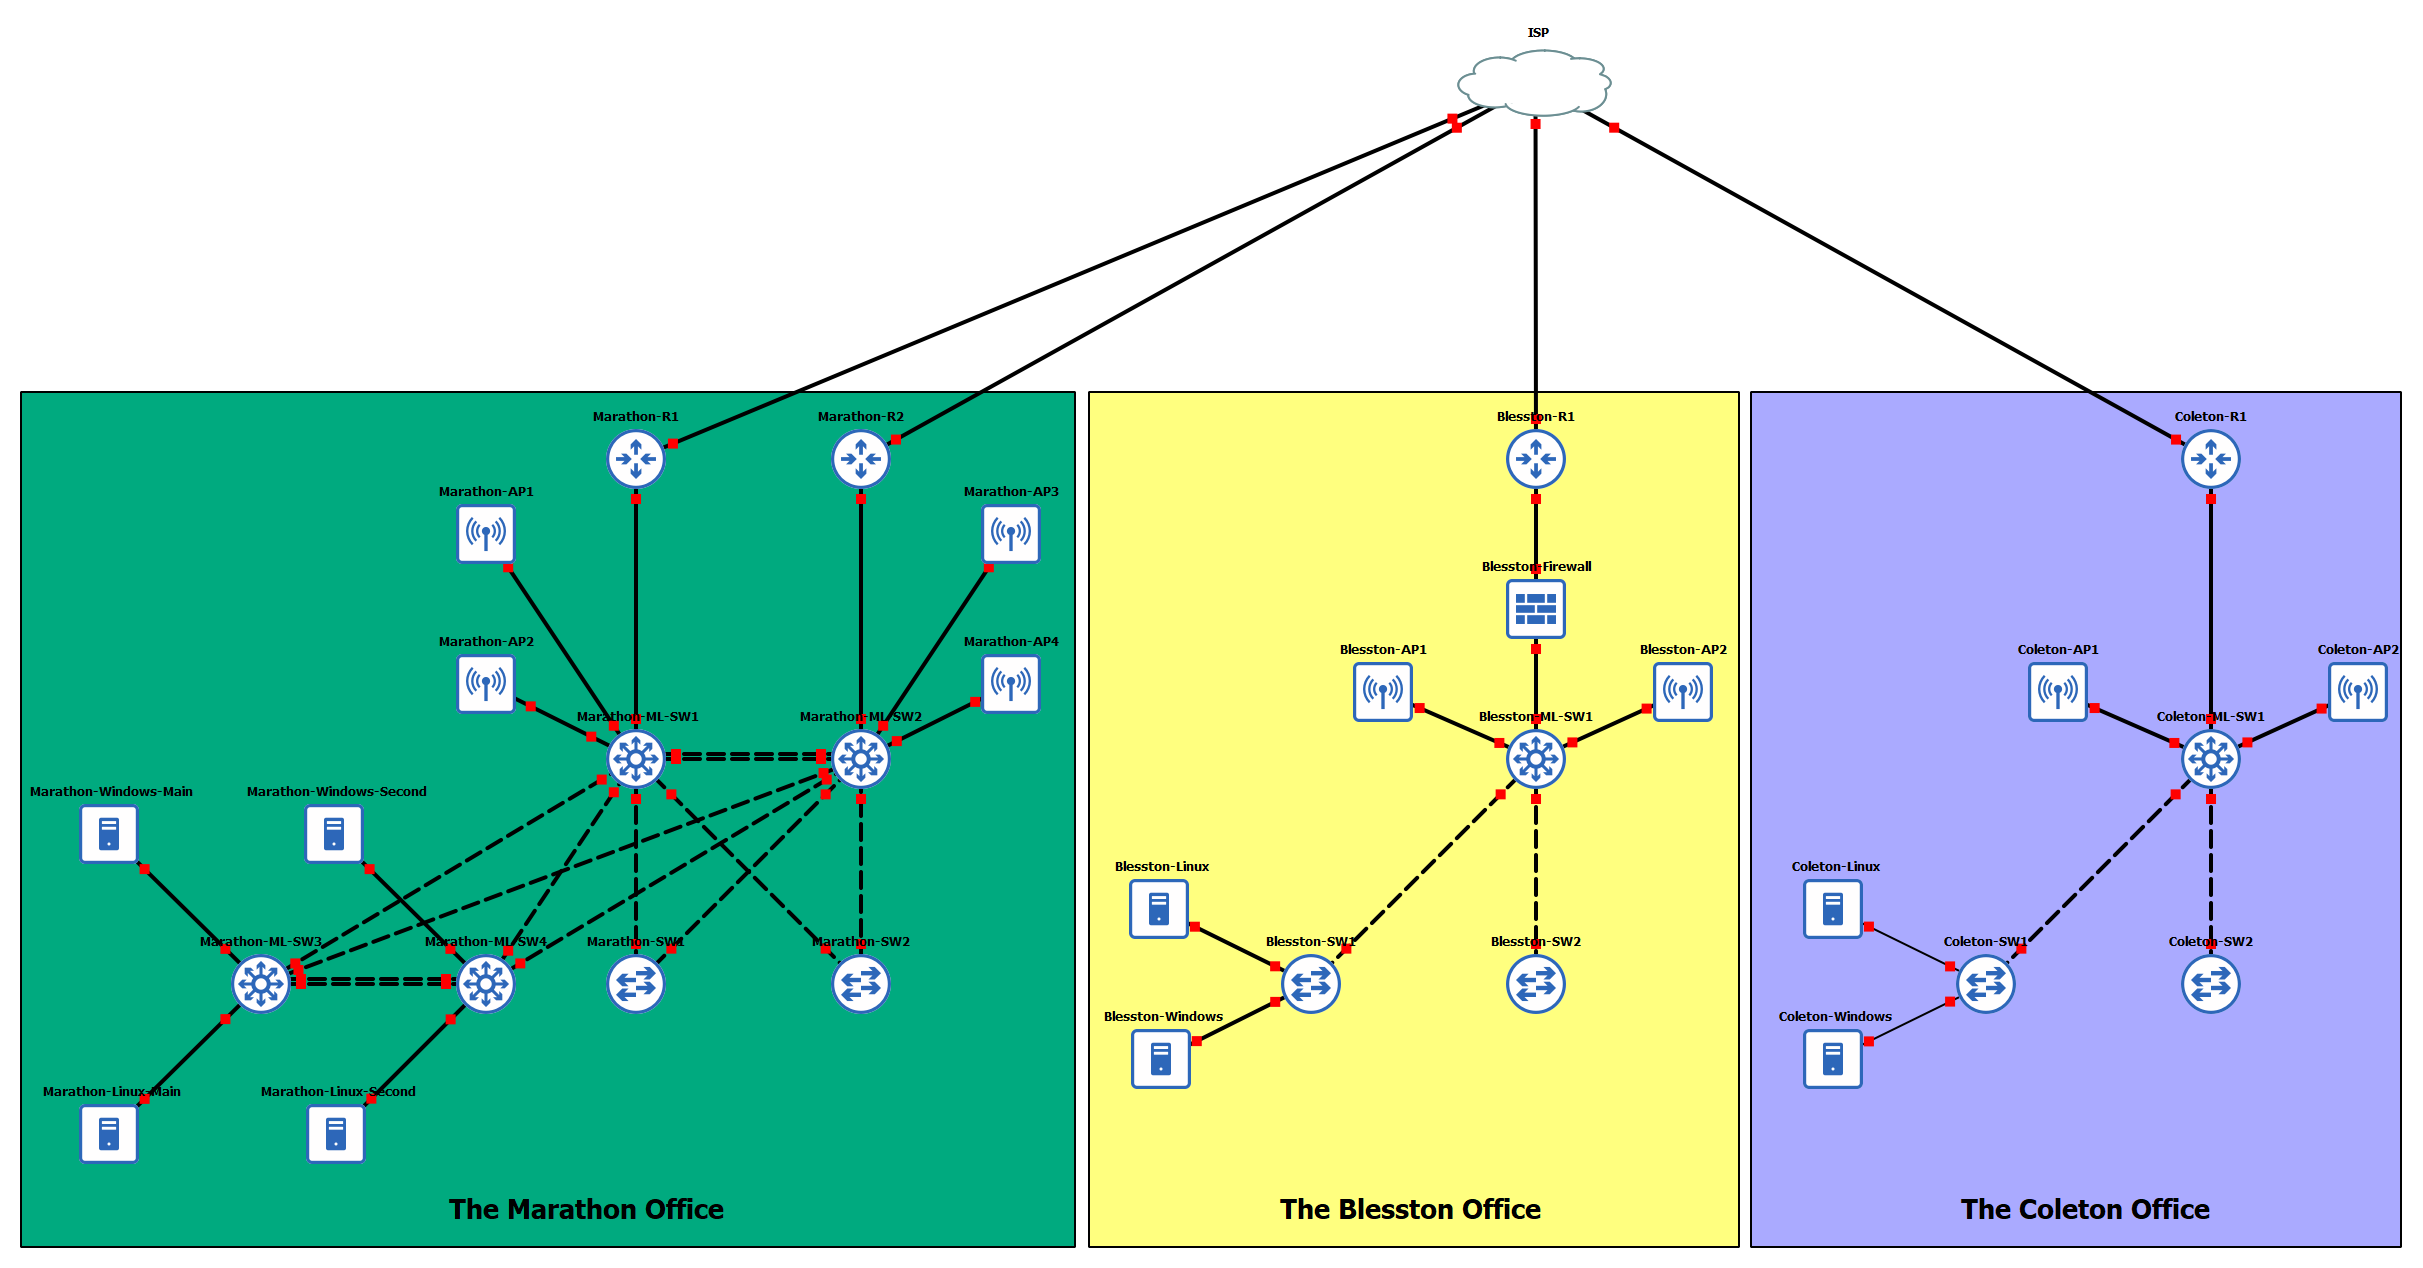 ISP
Marathon-R1
Marathon-R2
Marathon-AP1
Marathon-AP3
Marathon-AP2
Marathon-AP4
Marathon-ML-SW1
Marathon-ML-SW2
Marathon-Windows-Main
Marathon-Windows-Second
Marathon-ML-SW3
Marathon-ML-SW4
Marathon-SW1
Marathon-SW2
Marathon-Linux-Main
Marathon-Linux-Second
The Marathon Office
Blesston-R1
Blesston-Firewall
Blesston-AP1
Blesston-AP2
Blesston-ML-SW1
Blesston-Linux
Blesston-SW1
Blesston-SW2
Blesston-Windows
The Blesston Office
Coleton-R1
Coleton-AP1
Coleton-AP2
Coleton-ML-SW1
Coleton-Linux
Coleton-SW1
Coleton-SW2
Coleton-Windows
The Coleton Office